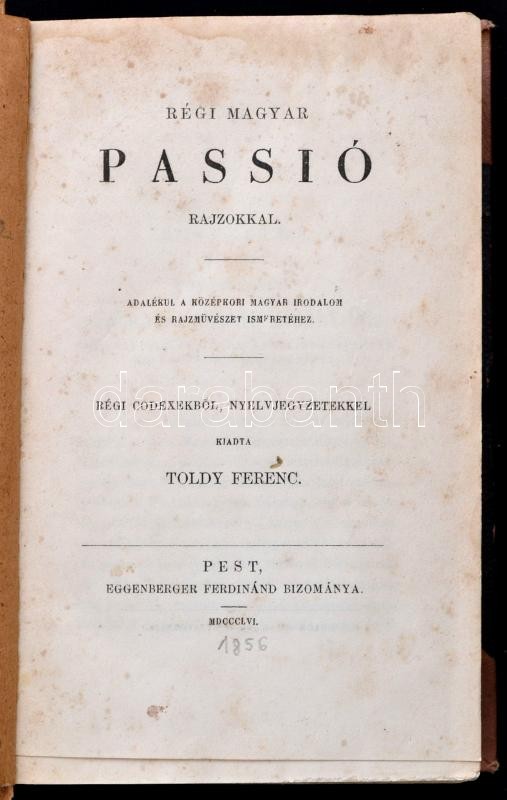 RÉGI MAGYAR
PASSIÓ
RAJZOKKAL.
ADALÉKUL A KÖZÉPKORI MAGYAR IRODALOM
ÉS RAJZMŰVÉSZET ISMERETÉHEZ.
darabanth
RÉGI CODEXEKBŐL, NYELVJEGYZETEKKEL
KIADTA
TOLDY FERENC.
PEST,
EGGENBERGER FERDINÁND BIZOMÁNYA.
MDCCCLVI.
1856